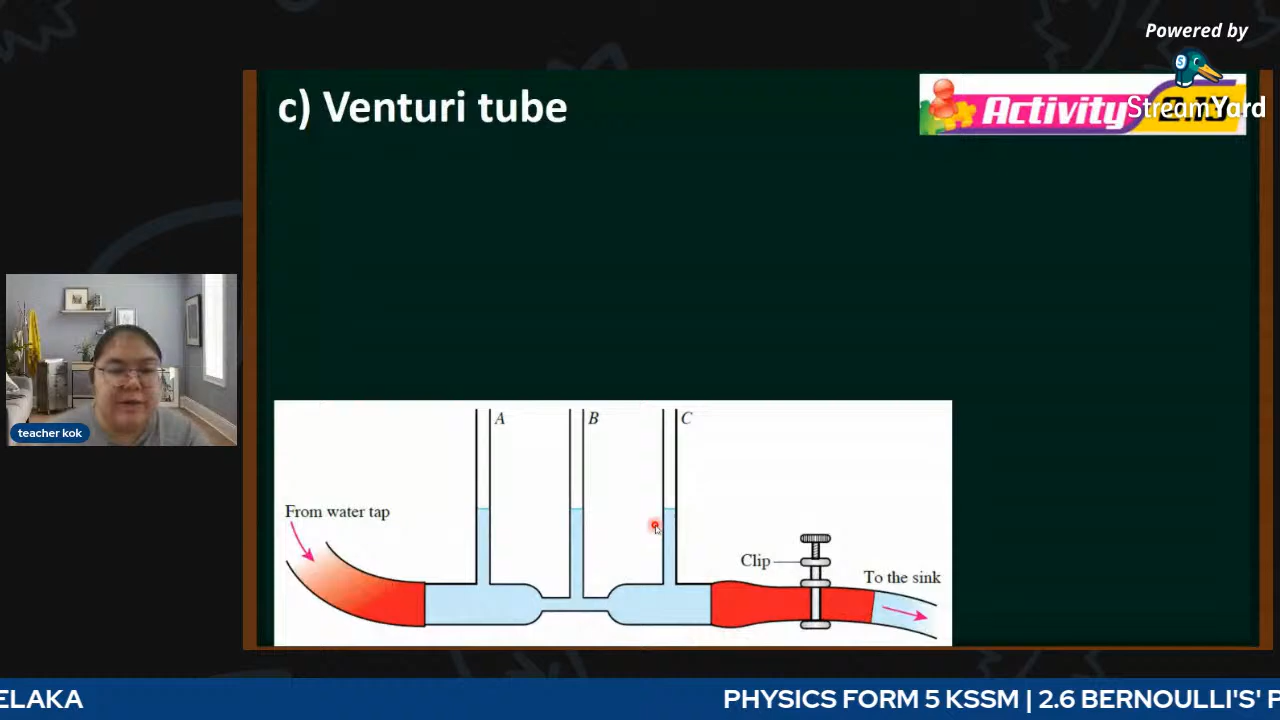 Powered by
StreamYard
c) Venturi tube
Activity
A
B
C
From water tap
Clip
To the sink
teacher kok
ELAKA
PHYSICS FORM 5 KSSM | 2.6 BERNOULLI'S' P